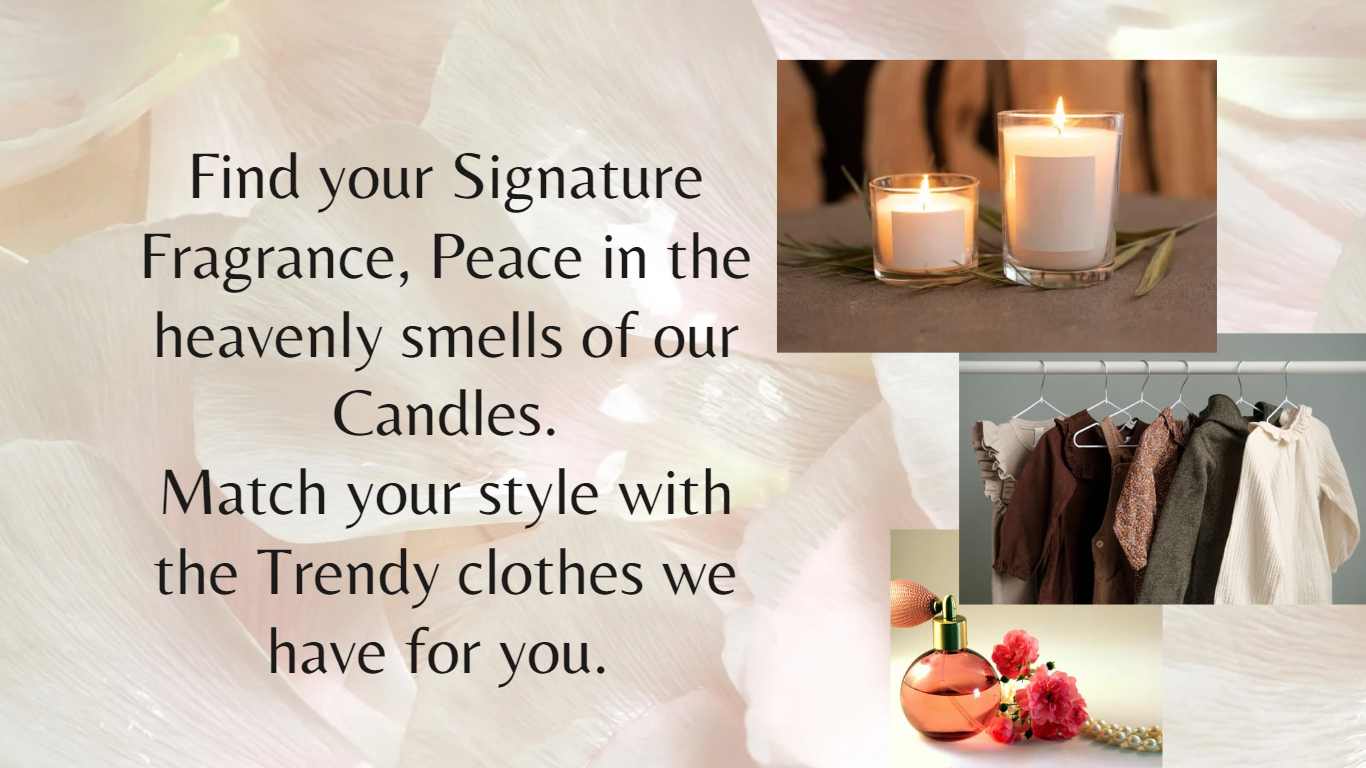 Find your Signature
Fragrance, Peace in the
heavenly smells of our
Candles.
Match your style with
the Trendy clothes we
have for you.